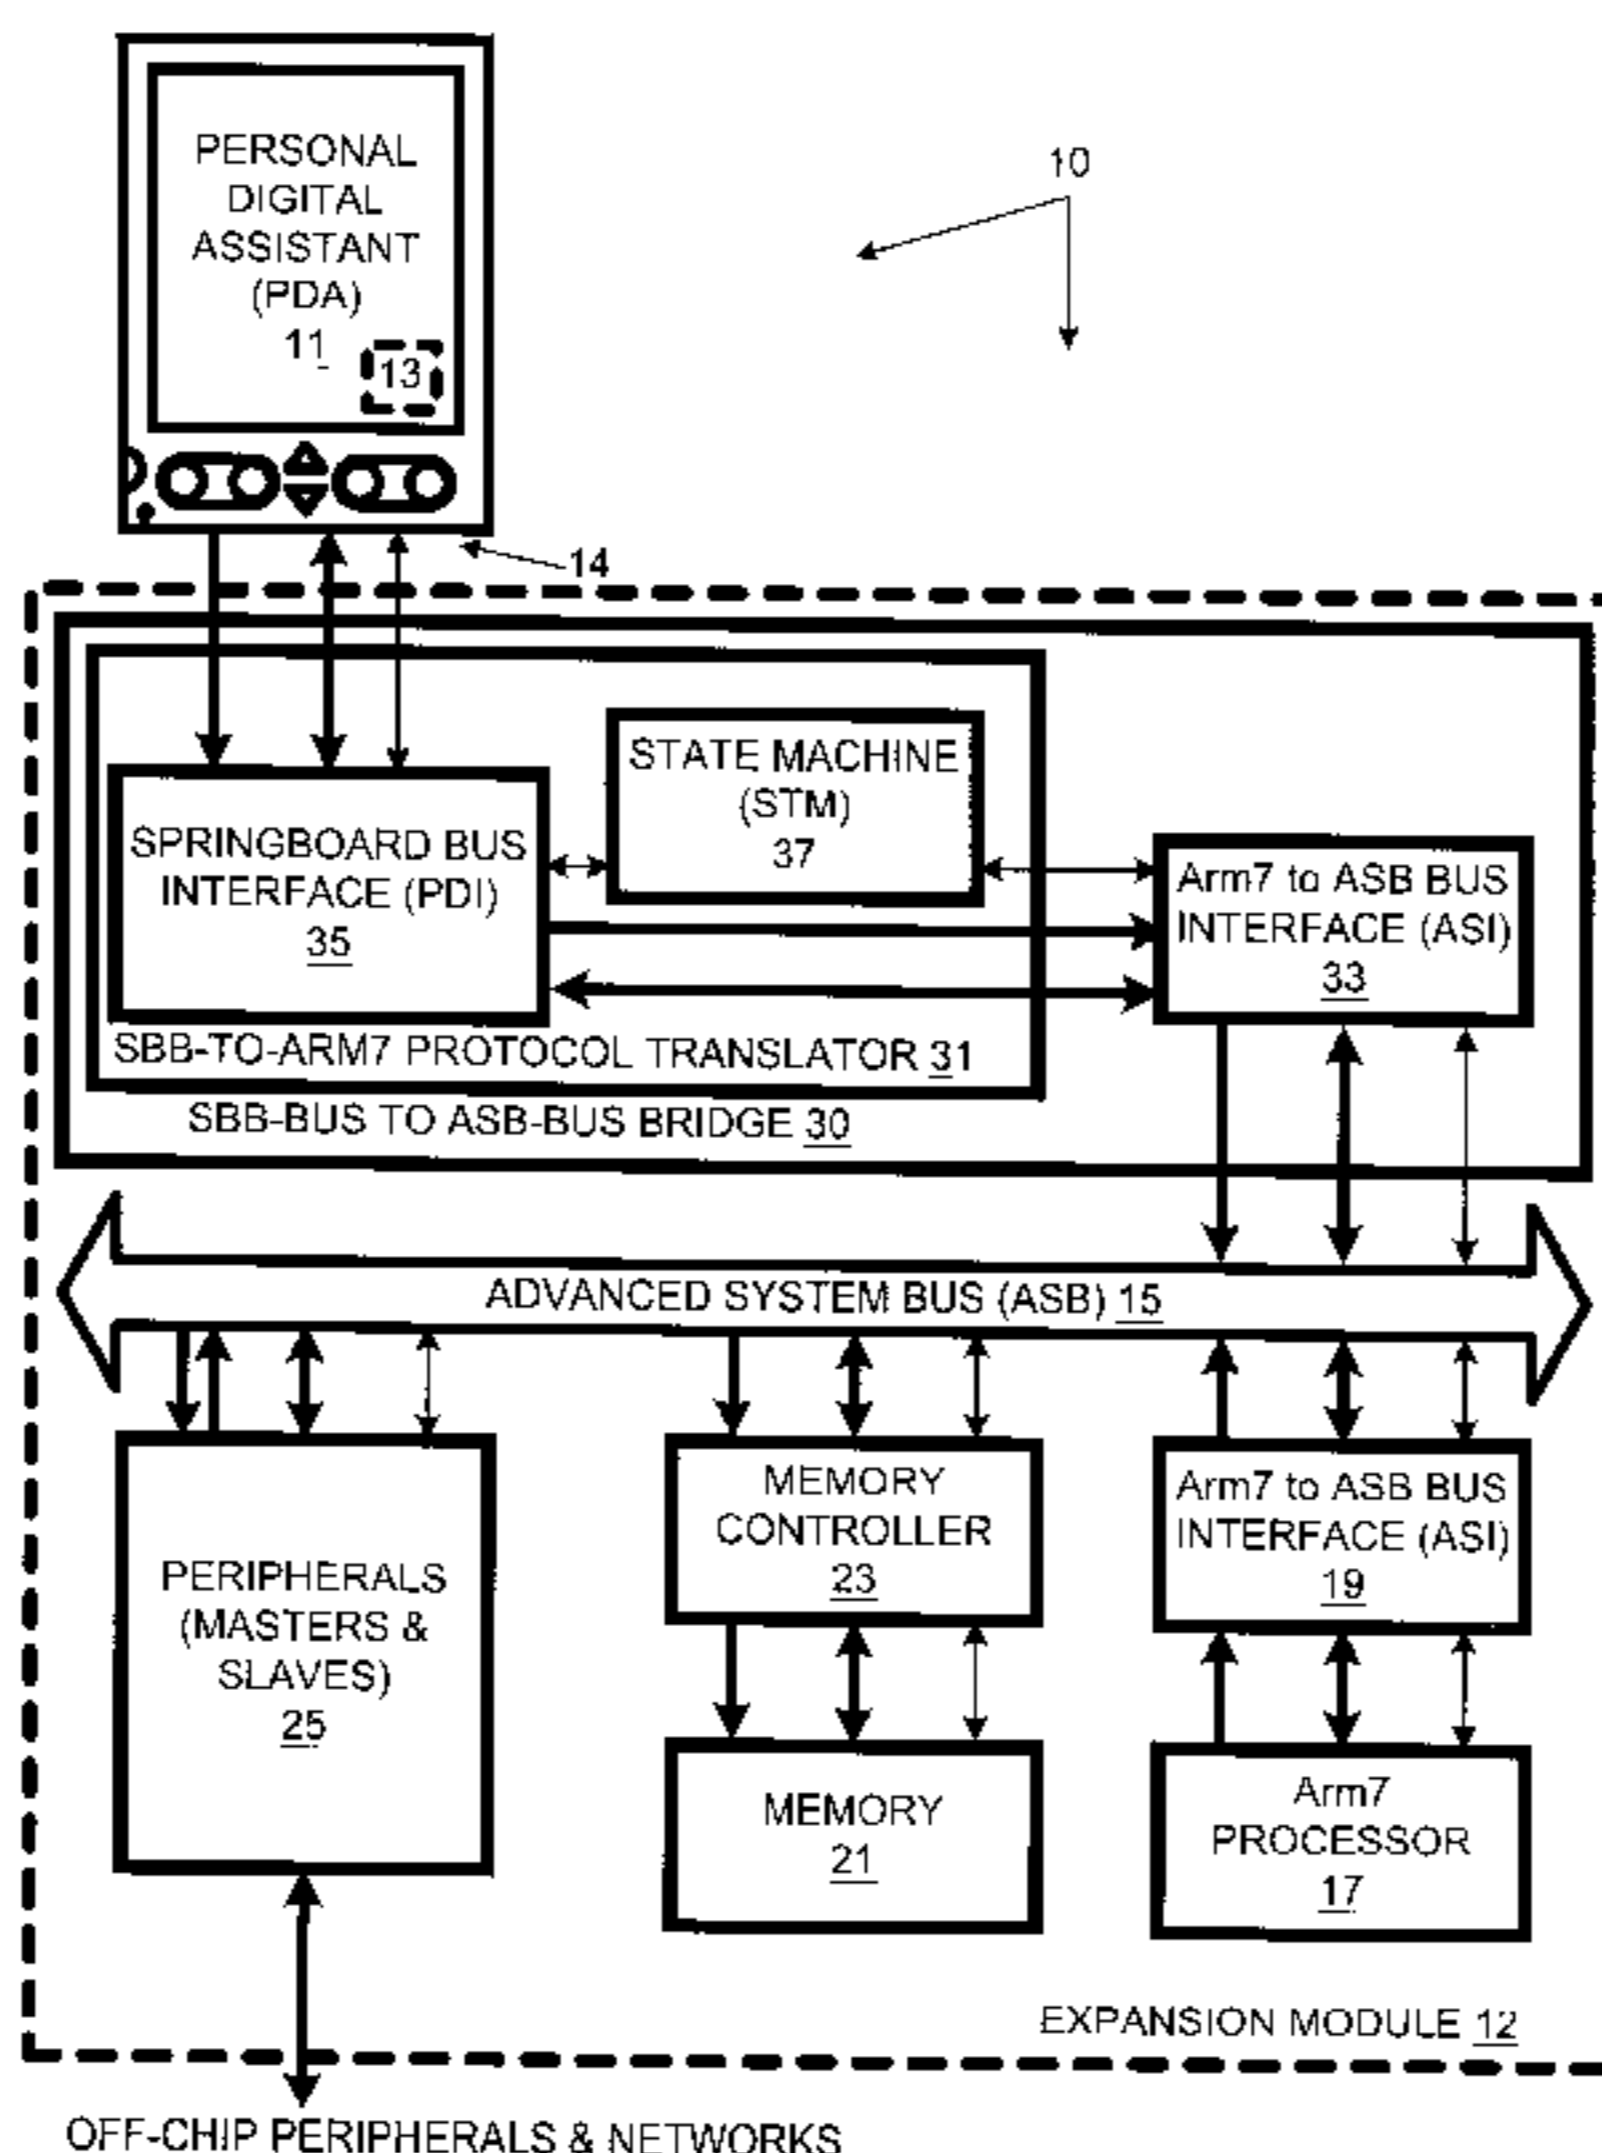 PERSONAL
DIGITAL
ASSISTANT
(PDA)
11
13
10
14
STATE MACHINE
(STM)
37
SPRINGBOARD BUS
INTERFACE (PDI)
35
Arm7 to ASB BUS
INTERFACE (ASI)
33
SBB-TO-ARM7 PROTOCOL TRANSLATOR 31
SBB-BUS TO ASB-BUS BRIDGE 30
ADVANCED SYSTEM BUS (ASB) 15
PERIPHERALS
(MASTERS &
SLAVES)
25
MEMORY
CONTROLLER
23
Arm7 to ASB BUS
INTERFACE (ASI)
19
MEMORY
21
Arm7
PROCESSOR
17
EXPANSION MODULE 12
OFF-CHIP PERIPHERALS & NETWORKS